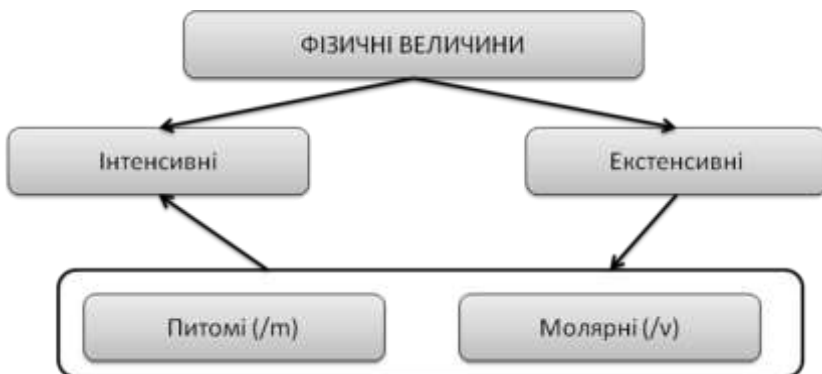 ФІЗИЧНІ ВЕЛИЧИНИ
Інтенсивні
Екстенсивні
Питомі (/m)
Молярні (/ν)